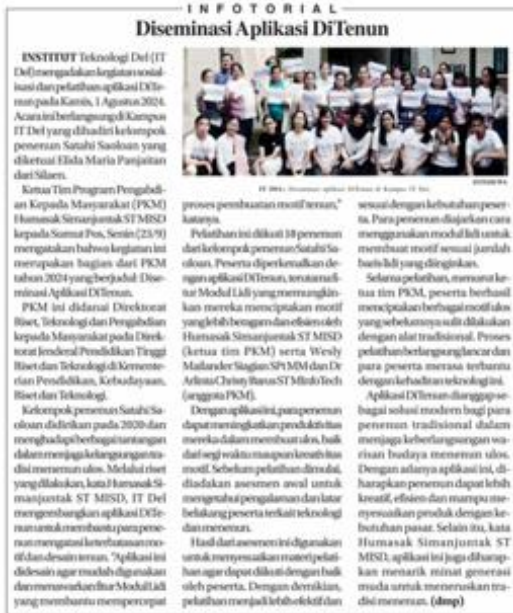 INFOTORIAL
Diseminasi Aplikasi DiTenun
INSTITUT Teknologi Del (IT
Del) mengadakan kegiatan sosial-
isasi dan pelatihan aplikasi DiTe-
nun pada Kamis, 1 Agustus 2024.
Acara ini berlangsung di Kampus
IT Del yang dihadiri kelompok
penenun Satahi Saoloan yang
diketuai Elida Maria Panjaitan
dari Silaen.
Ketua Tim Program Pengabdi-
an Kepada Masyarakat (PKM)
Humasak Simanjuntak ST MISD
kepada Sumut Pos, Senin (23/9)
mengatakan bahwa kegiatan ini
merupakan bagian dari PKM
tahun 2024 yang berjudul: Dise-
minasi Aplikasi DiTenun.
PKM ini didanai Direktorat
Riset, Teknologi dan Pengabdian
kepada Masyarakat pada Direk-
torat Jenderal Pendidikan Tinggi
Riset dan Teknologi di Kemente-
rian Pendidikan, Kebudayaan,
Riset dan Teknologi.
Kelompok penenun Satahi Sa-
oloan didirikan pada 2020 dan
menghadapi berbagai tantangan
dalam menjaga kelangsungan tra-
disi menenun ulos. Melalui riset
yang dilakukan, kata Humasak Si-
manjuntak ST MISD, IT Del
mengembangkan aplikasi DiTe-
nun untuk membantu para pene-
nun mengatasi keterbatasan mo-
tif dan desain tenun. "Aplikasi ini
didesain agar mudah digunakan
dan menawarkan fitur Modul Lidi
yang membantu mempercepat
IT DEL: Diseminasi aplikasi DiTenun di Kampus IT Del.
proses pembuatan motif tenun,"
katanya.
Pelatihan ini diikuti 18 penenun
dari kelompok penenun Satahi Sa-
oloan. Peserta diperkenalkan de-
ngan aplikasi DiTenun, terutama fi-
tur Modul Lidi yang memungkin-
kan mereka menciptakan motif
yang lebih beragam dan efisien oleh
Humasak Simanjuntak ST MISD
(ketua tim PKM) serta Wesly
Mailander Siagian SPt MM dan Dr
Arlinta Christy Barus ST MInfoTech
(anggota PKM).
Dengan aplikasi ini, para penenun
dapat meningkatkan produktivitas
mereka dalam membuat ulos, baik
dari segi waktu maupun kreativitas
motif. Sebelum pelatihan dimulai,
diadakan asesmen awal untuk
mengetahui pengalaman dan latar
belakang peserta terkait teknologi
dan menenun.
Hasil dari asesmen ini digunakan
untuk menyesuaikan materi pelati-
han agar dapat diikuti dengan baik
oleh peserta. Dengan demikian,
pelatihan menjadi lebih efektif dan
sesuai dengan kebutuhan peser-
ta. Para penenun diajarkan cara
menggunakan modul lidi untuk
membuat motif sesuai jumlah
baris lidi yang diinginkan.
Selama pelatihan, menurut ke-
tua tim PKM, peserta berhasil
menciptakan berbagai motif ulos
yang sebelumnya sulit dilakukan
dengan alat tradisional. Proses
pelatihan berlangsung lancar dan
para peserta merasa terbantu
dengan kehadiran teknologi ini.
Aplikasi DiTenun dianggap se-
bagai solusi modern bagi para
penenun tradisional dalam
menjaga keberlangsungan wa-
risan budaya menenun ulos.
Dengan adanya aplikasi ini, di-
harapkan penenun dapat lebih
kreatif, efisien dan mampu me-
nyesuaikan produk dengan ke-
butuhan pasar. Selain itu, kata
Humasak Simanjuntak ST
MISD, aplikasi ini juga diharap-
kan menarik minat generasi
muda untuk meneruskan tra-
disi menenun. (dmp)